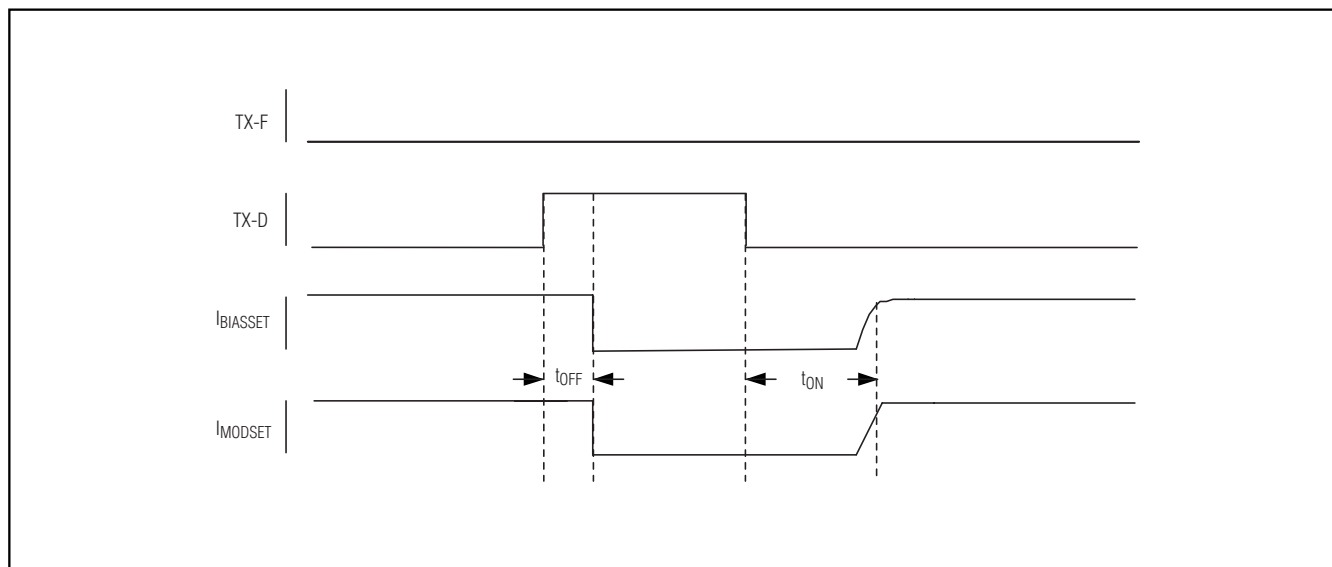 TX-F
TX-D
IBIASSET
tOFF
tON
IMODSET